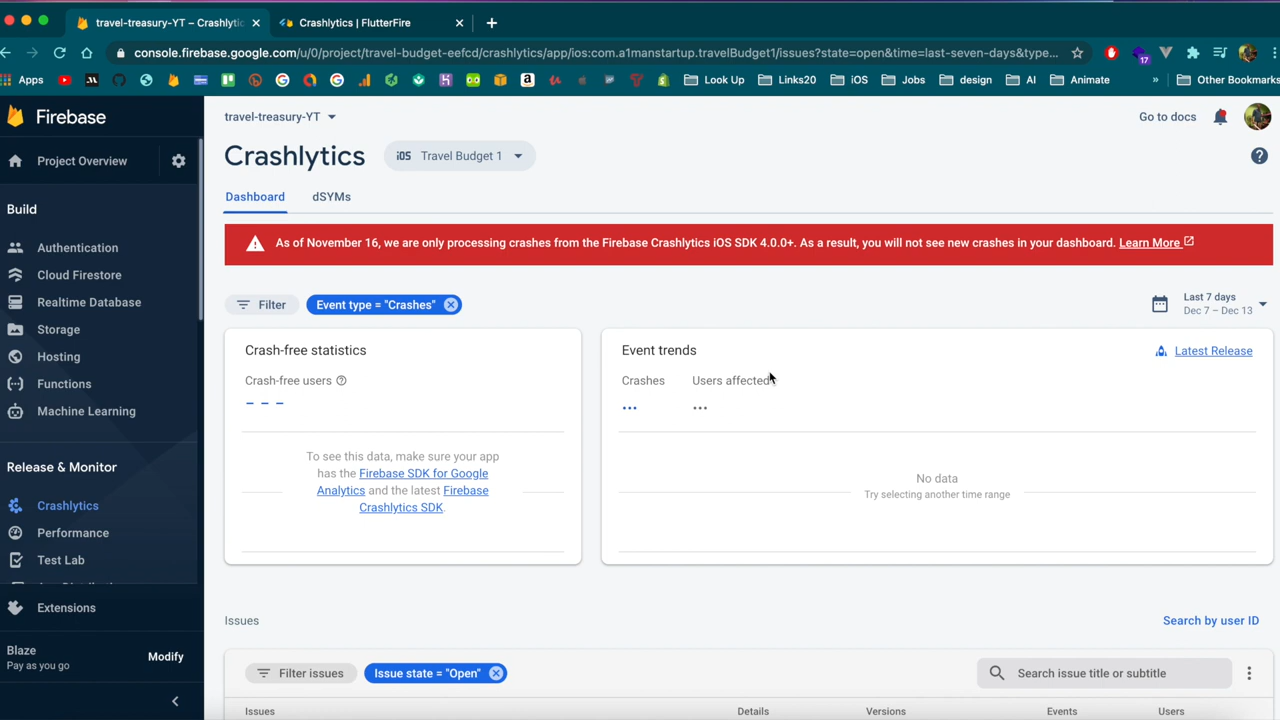 travel-treasury-YT – Crashlytic
Crashlytics | FlutterFire
console.firebase.google.com/u/0/project/travel-budget-eefcd/crashlytics/app/ios:com.a1manstartup.travelBudget1/issues?state=open&time=last-seven-days&type...
17
Apps
Look Up
Links20
iOS
Jobs
design
AI
Animate
»
Other Bookmarks
Firebase
travel-treasury-YT
Go to docs
Project Overview
Crashlytics
iOS Travel Budget 1
Build
Dashboard
dSYMs
Authentication
Cloud Firestore
Realtime Database
Storage
Hosting
Functions
Machine Learning
As of November 16, we are only processing crashes from the Firebase Crashlytics iOS SDK 4.0.0+. As a result, you will not see new crashes in your dashboard. Learn More
Filter
Event type = "Crashes"
Last 7 days
Dec 7 – Dec 13
Crash-free statistics
Crash-free users
– – –
To see this data, make sure your app
has the Firebase SDK for Google
Analytics and the latest Firebase
Crashlytics SDK.
Event trends
Latest Release
Crashes
Users affected
...
...
No data
Try selecting another time range
Release & Monitor
Crashlytics
Performance
Test Lab
Extensions
Blaze
Pay as you go
Modify
Issues
Search by user ID
Filter issues
Issue state = "Open"
Search issue title or subtitle
Issues
Details
Versions
Events
Users